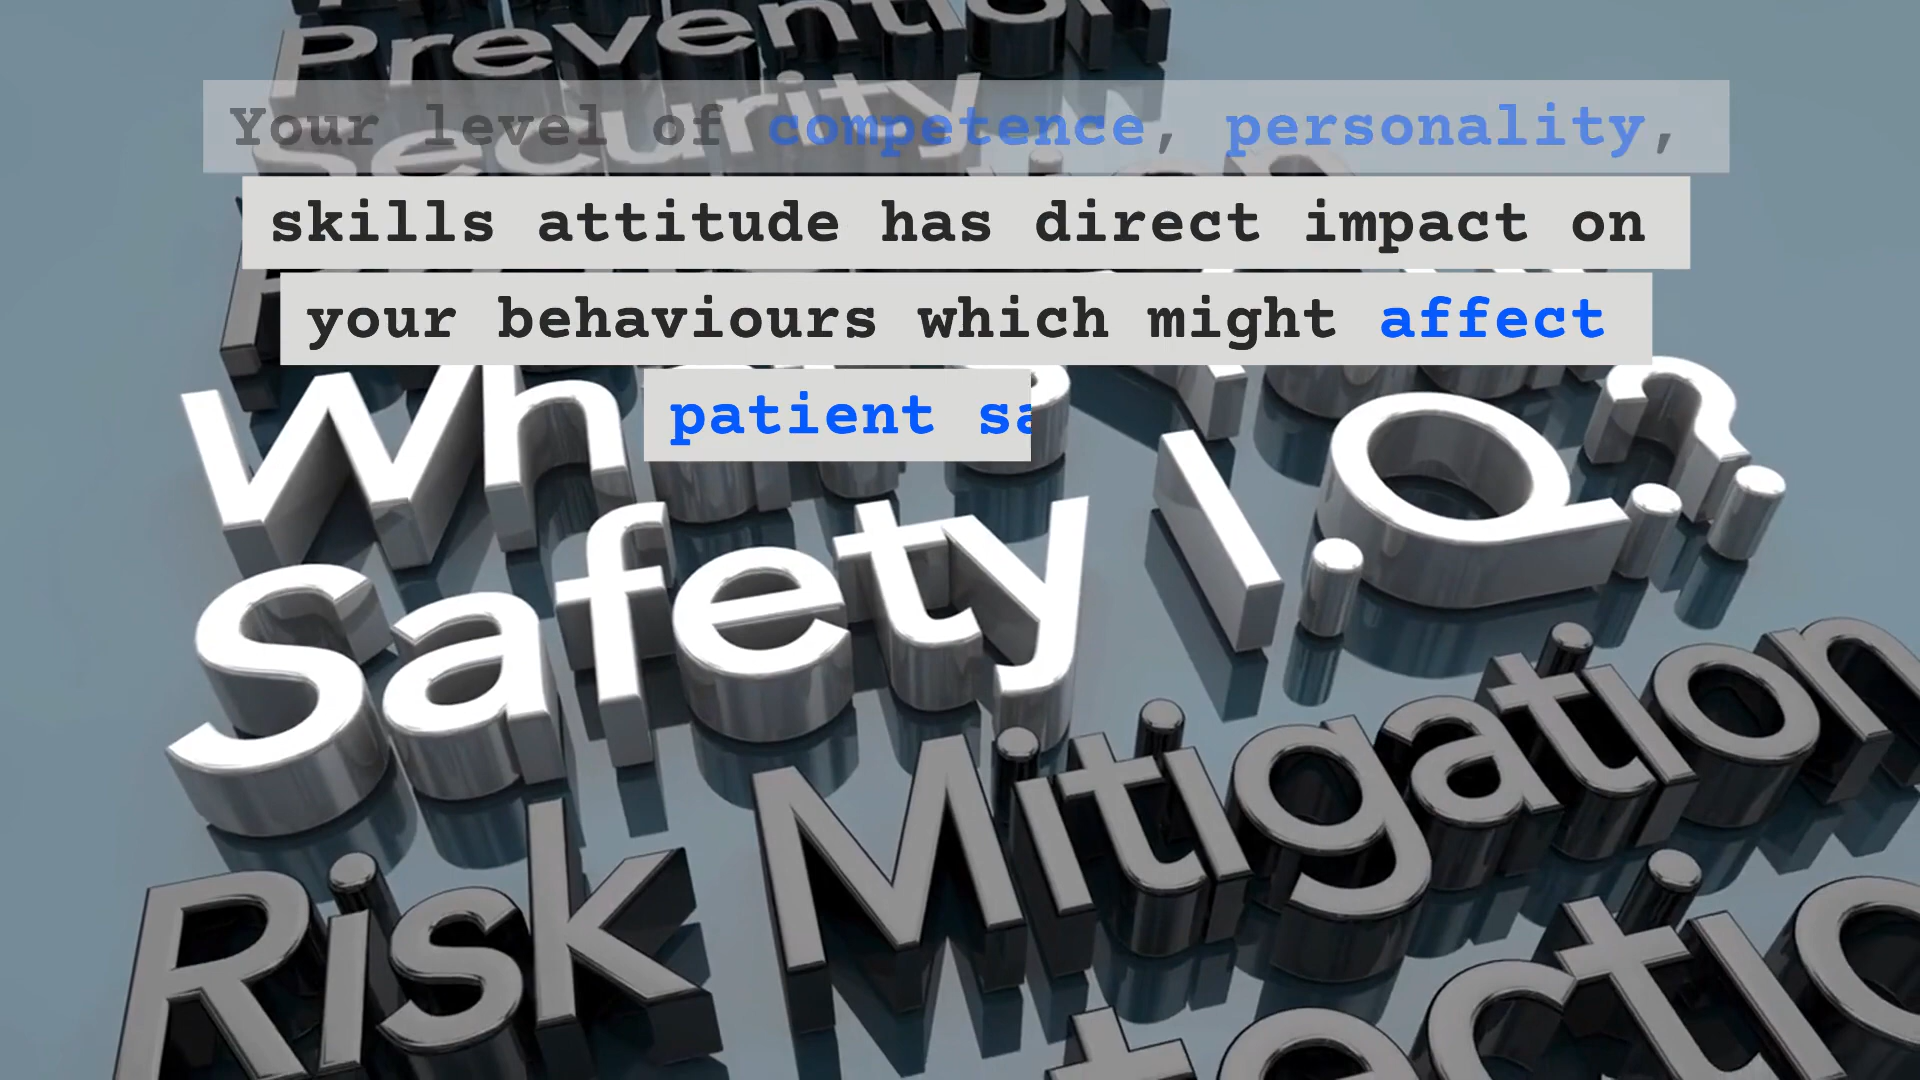 Prevention
Security
Your level of competence, personality,
skills attitude has direct impact on
your behaviours which might affect
patient sa
Safety I.Q.?
Risk Mitigation